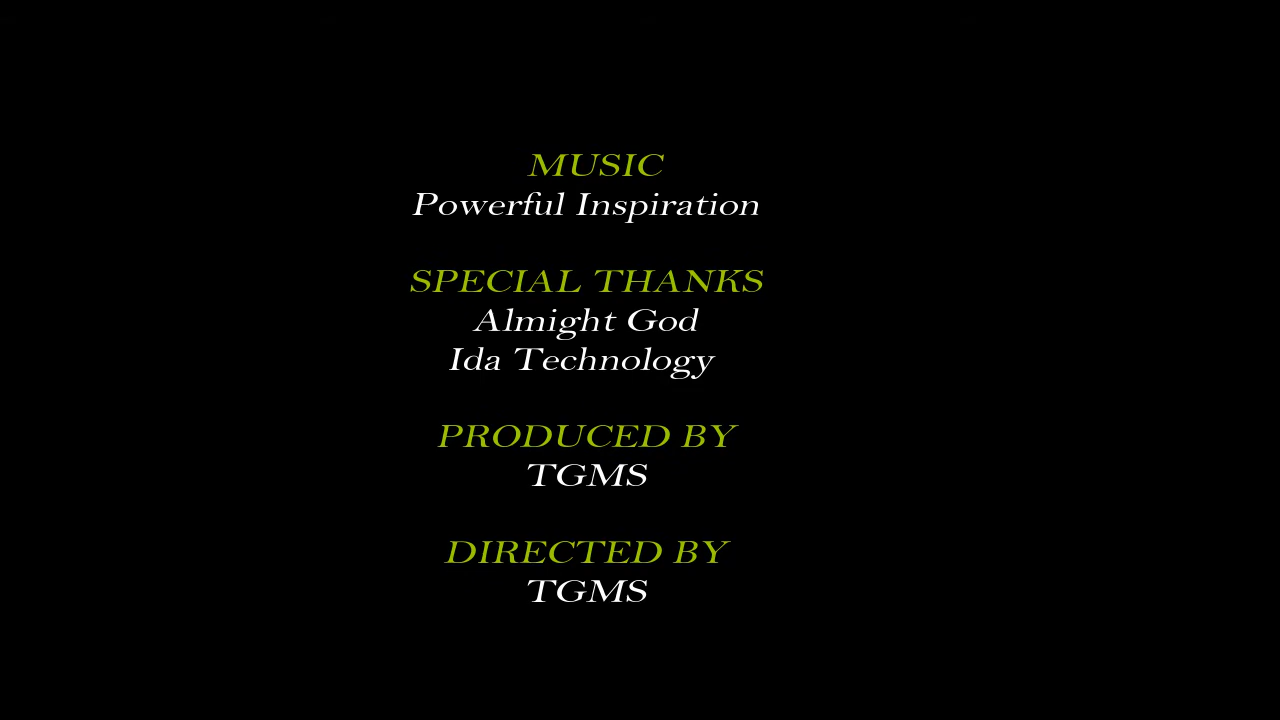 MUSIC
Powerful Inspiration
SPECIAL THANKS
Almight God
Ida Technology
PRODUCED BY
TGMS
DIRECTED BY
TGMS